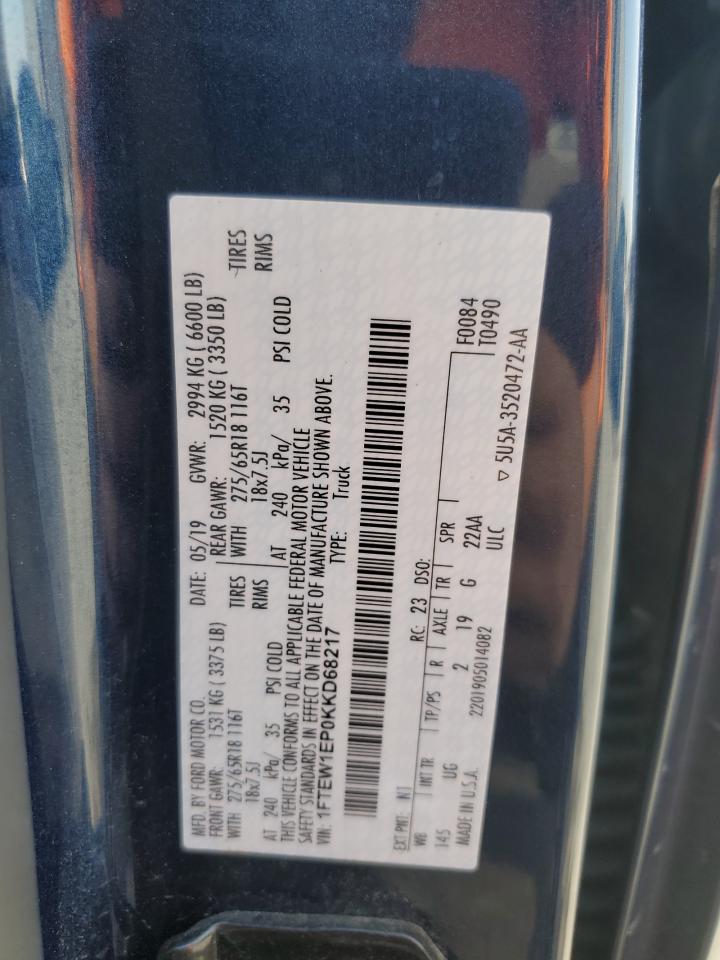 MFD. BY FORD MOTOR CO.
DATE: 05/19 GVWR: 2994 KG ( 6600 LB)
FRONT GAWR: 1531 KG ( 3375 LB) REAR GAWR: 1520 KG ( 3350 LB)
WITH 275/65R18 116T TIRES WITH 275/65R18 116T TIRES
18x7.5J RIMS 18x7.5J RIMS
AT 240 kPa/ 35 PSI COLD AT 240 kPa/ 35 PSI COLD
THIS VEHICLE CONFORMS TO ALL APPLICABLE FEDERAL MOTOR VEHICLE
SAFETY STANDARDS IN EFFECT ON THE DATE OF MANUFACTURE SHOWN ABOVE.
VIN: 1FTEW1EP0KKD68217 TYPE: Truck
EXT PNT: N1 RC: 23 DSO:
WB INT TR TP/PS R AXLE TR SPR F0084
145 UG 2 19 G 22AA T0490
MADE IN U.S.A. 2201905014082 ULC ▽ 5U5A-3520472-AA